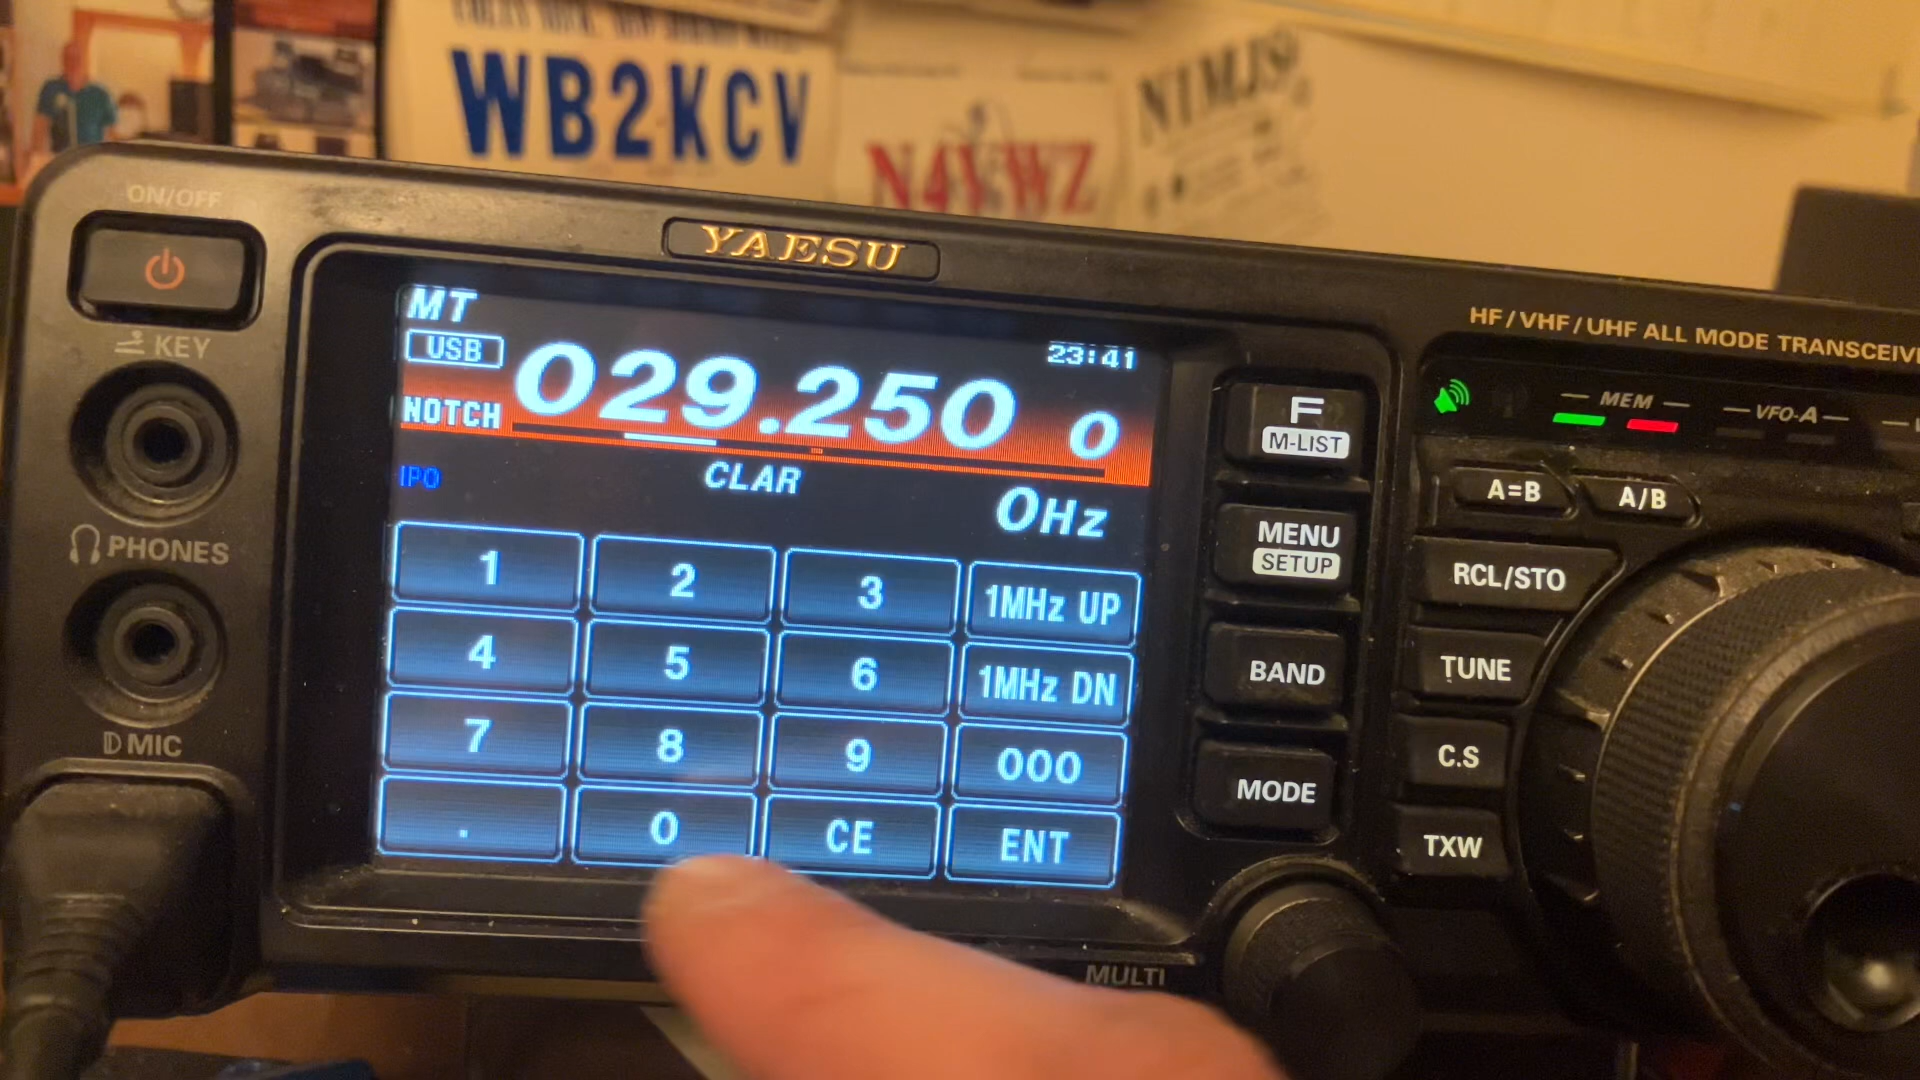 WB2KCV
N4YWZ
ON/OFF
YAESU
HF/VHF/UHF ALL MODE
KEY
PHONES
MIC
MT
USB
23:41
029.250 0
NOTCH
IPO
CLAR
0Hz
1 2 3 1MHz UP
4 5 6 1MHz DN
7 8 9 000
. 0 CE ENT
F
M-LIST
MENU
SETUP
BAND
MODE
MULTI
MEM
VFO-A
A=B
A/B
RCL/STO
TUNE
C.S
TXW